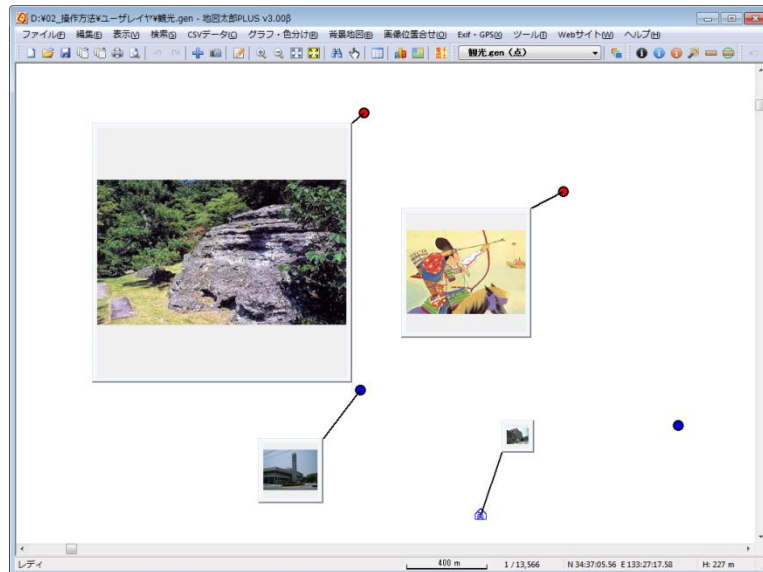 D:¥02_操作方法¥ユーザレイヤ¥観光.gen - 地図太郎PLUS v3.00β
ファイル(F) 編集(E) 表示(V) 検索(S) CSVデータ(C) グラフ・色分け(R) 背景地図(B) 画像位置合せ(O) Exif・GPS(X) ツール(T) Webサイト(W) ヘルプ(H)
観光.gen（点）
レディ 400 m 1 / 13,566 N 34:37:05.56 E 133:27:17.58 H: 227 m